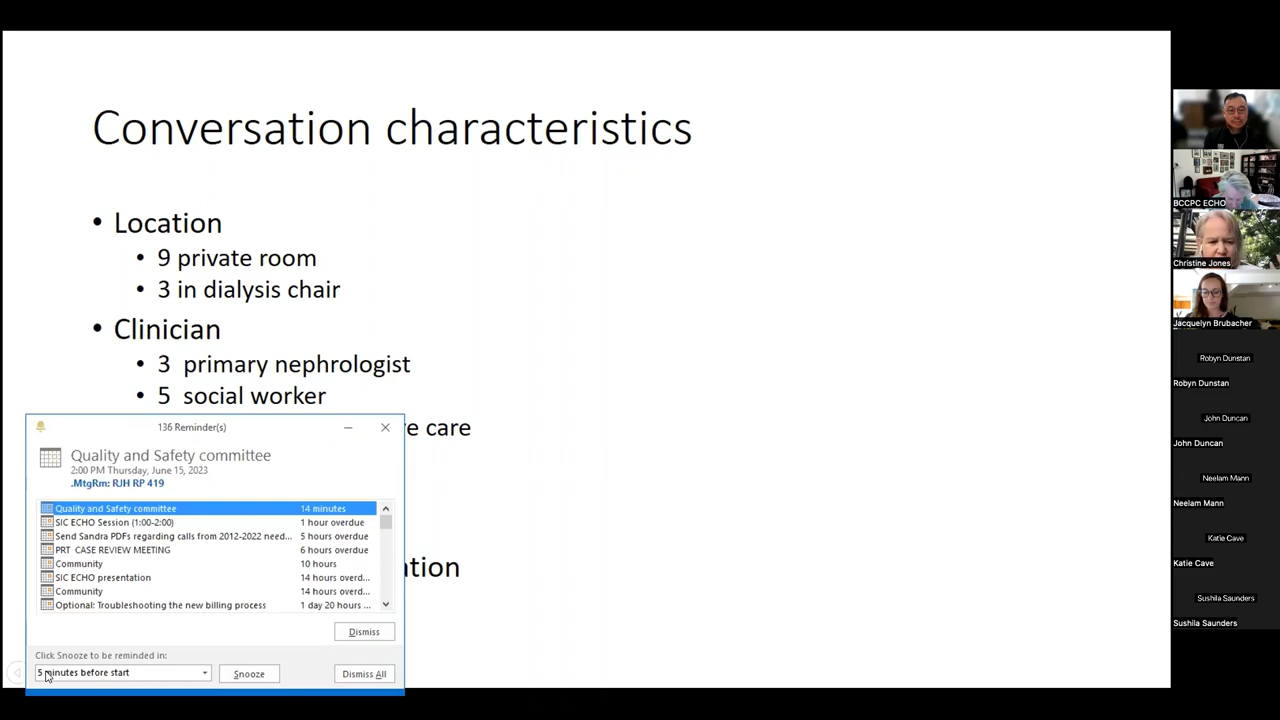 Conversation characteristics
• Location
• 9 private room
• 3 in dialysis chair
• Clinician
• 3 primary nephrologist
• 5 social worker
care
136 Reminder(s)
Quality and Safety committee
2:00 PM Thursday, June 15, 2023
.MtgRm: RJH RP 419
Quality and Safety committee 14 minutes
SIC ECHO Session (1:00-2:00) 1 hour overdue
Send Sandra PDFs regarding calls from 2012-2022 need... 5 hours overdue
PRT CASE REVIEW MEETING 6 hours overdue
Community 10 hours
SIC ECHO presentation 14 hours overd...
Community 14 hours overd...
Optional: Troubleshooting the new billing process 1 day 20 hours ...
Dismiss
Click Snooze to be reminded in:
5 minutes before start
Snooze
Dismiss All
BCCPC ECHO
Christine Jones
Jacquelyn Brubacher
Robyn Dunstan
Robyn Dunstan
John Duncan
John Duncan
Neelam Mann
Neelam Mann
Katie Cave
Katie Cave
Sushila Saunders
Sushila Saunders